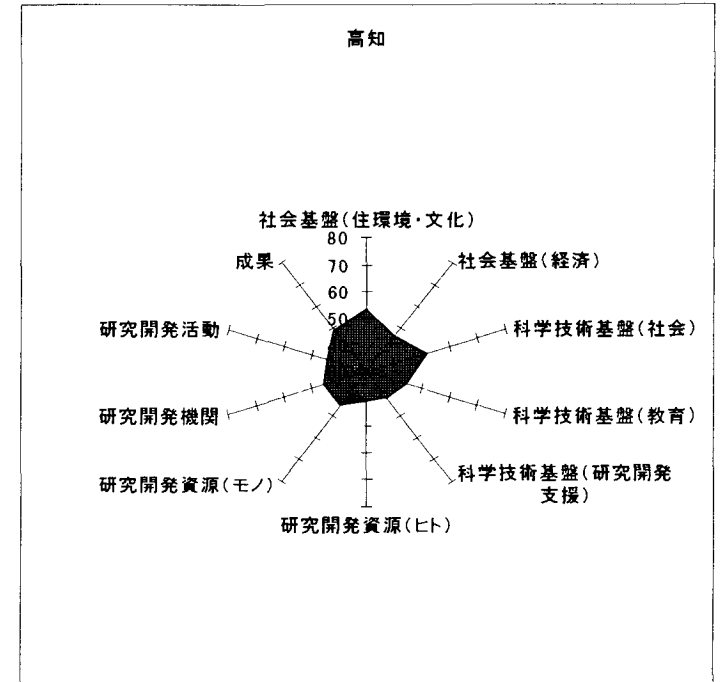 高知
社会基盤(住環境・文化)
80
70
60
50
社会基盤(経済)
科学技術基盤(社会)
科学技術基盤(教育)
科学技術基盤(研究開発
支援)
研究開発資源(ヒト)
研究開発資源(モノ)
研究開発機関
研究開発活動
成果